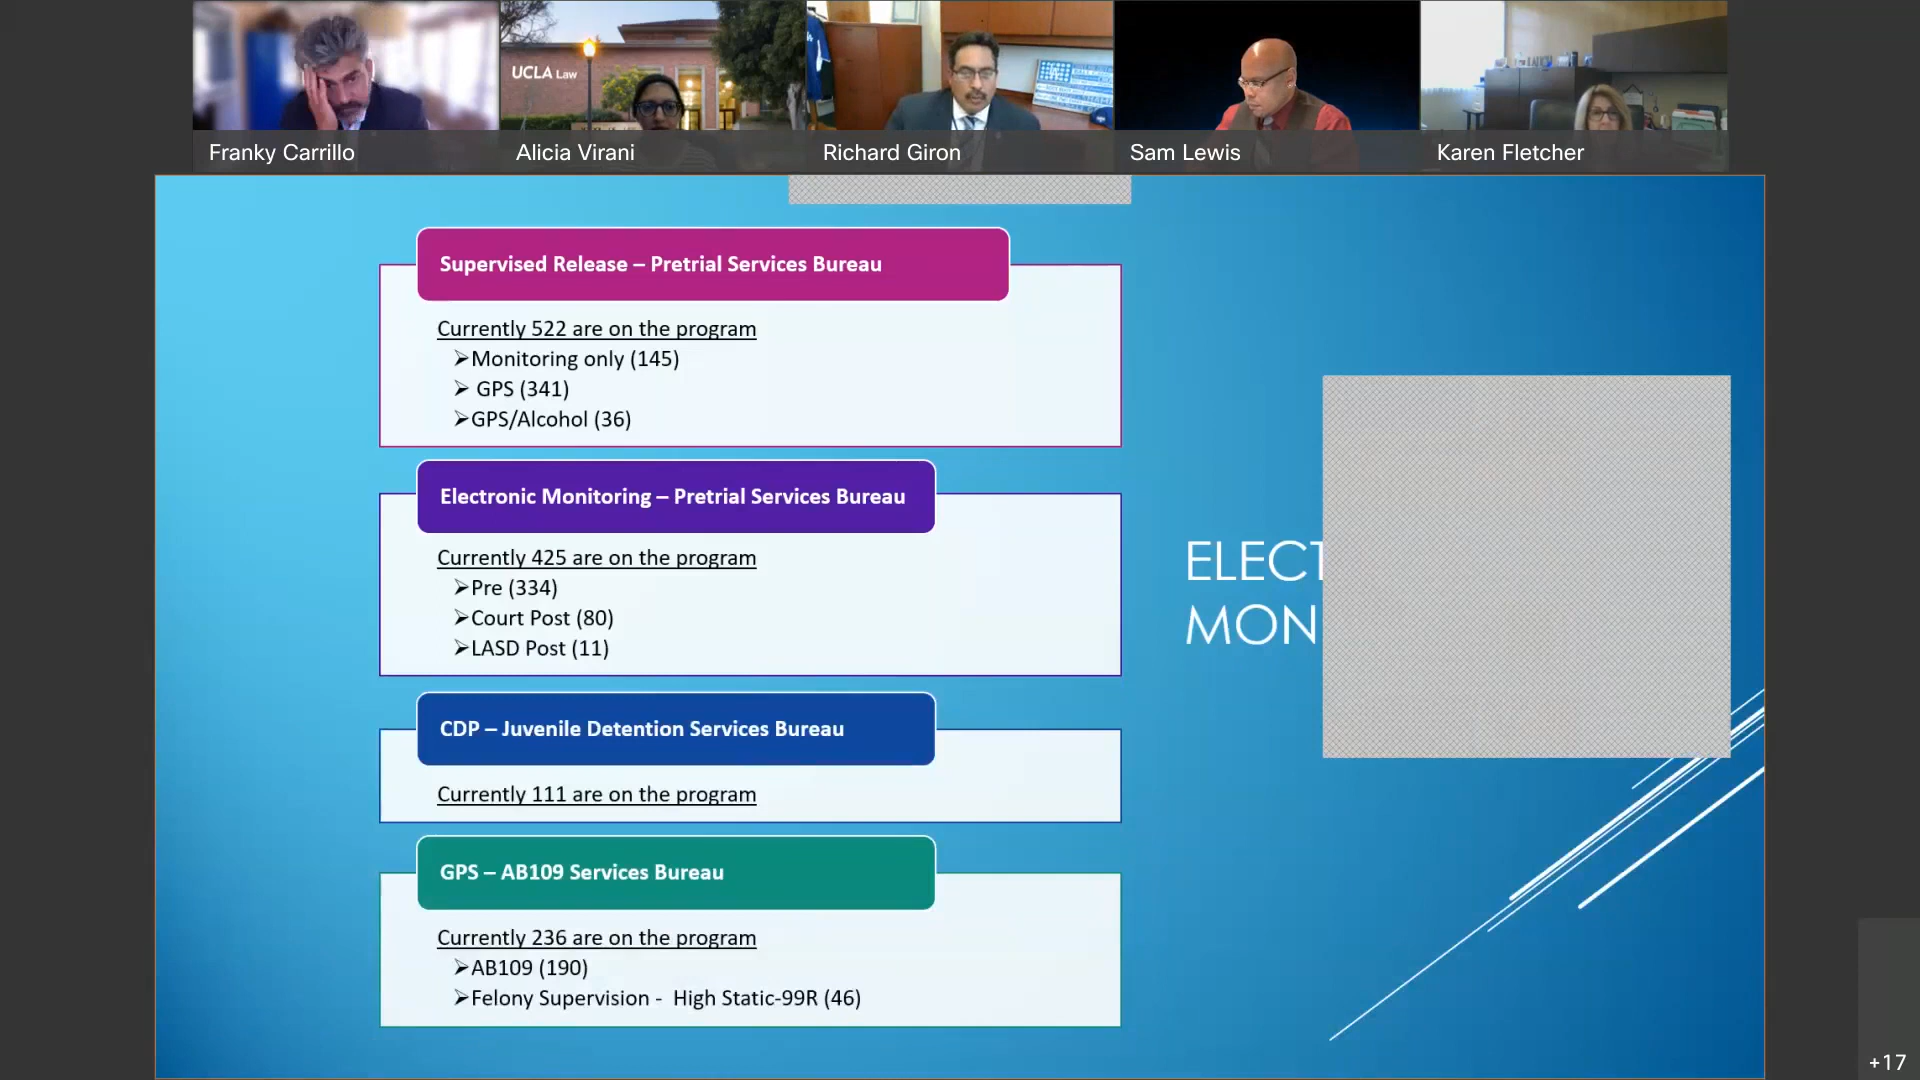 UCLA Law
Franky Carrillo
Alicia Virani
Richard Giron
Sam Lewis
Karen Fletcher
Supervised Release – Pretrial Services Bureau
Currently 522 are on the program
➢Monitoring only (145)
➢ GPS (341)
➢GPS/Alcohol (36)
Electronic Monitoring – Pretrial Services Bureau
Currently 425 are on the program
➢Pre (334)
➢Court Post (80)
➢LASD Post (11)
CDP – Juvenile Detention Services Bureau
Currently 111 are on the program
GPS – AB109 Services Bureau
Currently 236 are on the program
➢AB109 (190)
➢Felony Supervision - High Static-99R (46)
ELECT
MON
+17